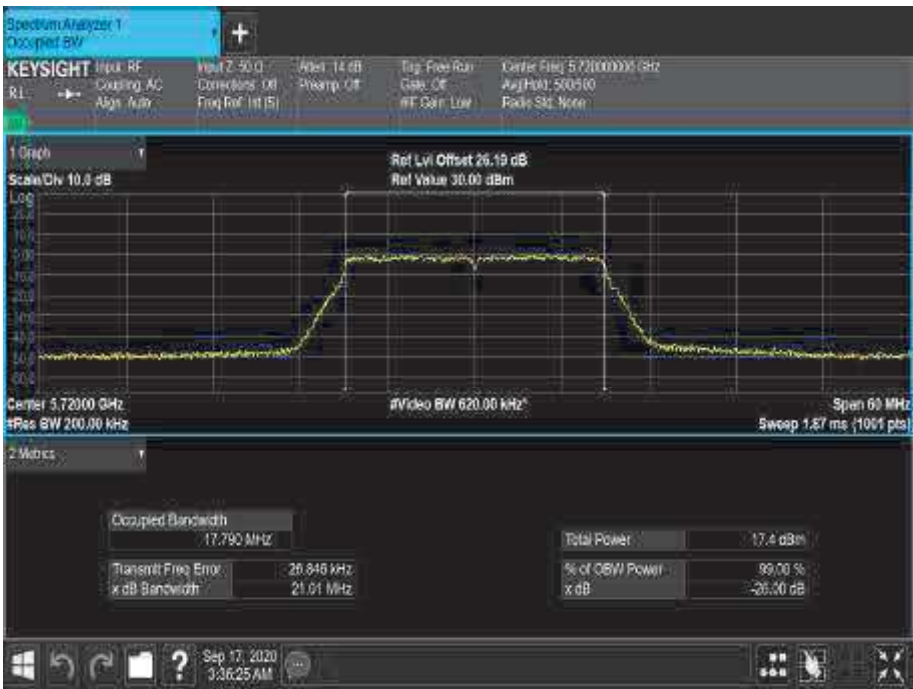 Spectrum Analyzer 1
Occupied BW
+
KEYSIGHT
Input: RF
Coupling: AC
Align: Auto
Input Z: 50 Ω
Corrections: Off
Freq Ref: Int (S)
Atten: 14 dB
Preamp: Off
Trig: Free Run
Gate: Off
#IF Gain: Low
Center Freq: 5.720000000 GHz
Avg|Hold: 500/500
Radio Std: None
1 Graph
Scale/Div 10.0 dB
Ref Lvl Offset 26.19 dB
Ref Value 30.00 dBm
Log
Center 5.72000 GHz
#Res BW 200.00 kHz
#Video BW 620.00 kHz*
Span 60 MHz
Sweep 1.87 ms (1001 pts)
2 Metrics
Occupied Bandwidth
17.790 MHz
Transmit Freq Error 26.846 kHz
x dB Bandwidth 21.01 MHz
Total Power 17.4 dBm
% of OBW Power 99.00 %
x dB -26.00 dB
?
Sep 17, 2020
3:36:25 AM